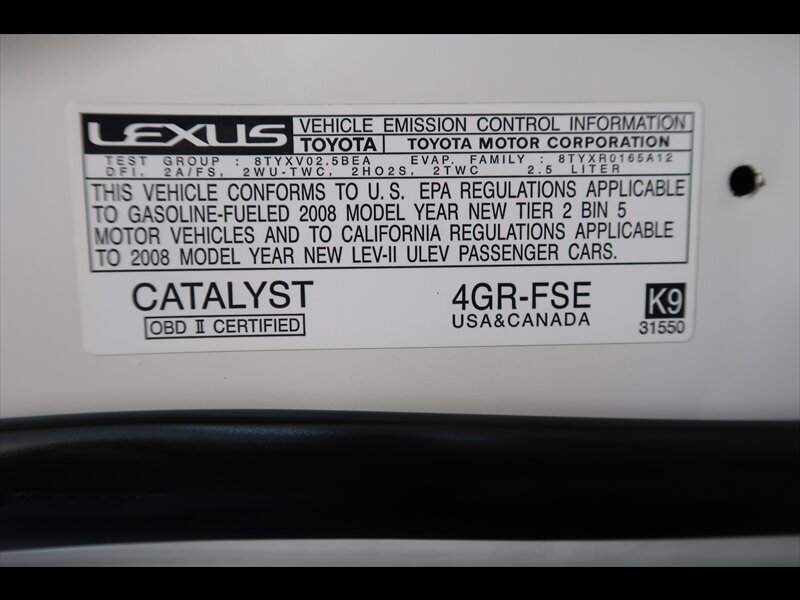 LEXUS VEHICLE EMISSION CONTROL INFORMATION
TOYOTA TOYOTA MOTOR CORPORATION
TEST GROUP : 8TYXV02.5BEA EVAP. FAMILY : 8TYXR0165A12
DFI, 2A/FS, 2WU-TWC, 2HO2S, 2TWC 2.5 LITER
THIS VEHICLE CONFORMS TO U.S. EPA REGULATIONS APPLICABLE
TO GASOLINE-FUELED 2008 MODEL YEAR NEW TIER 2 BIN 5
MOTOR VEHICLES AND TO CALIFORNIA REGULATIONS APPLICABLE
TO 2008 MODEL YEAR NEW LEV-II ULEV PASSENGER CARS.
CATALYST 4GR-FSE K9
OBD II CERTIFIED USA&CANADA 31550